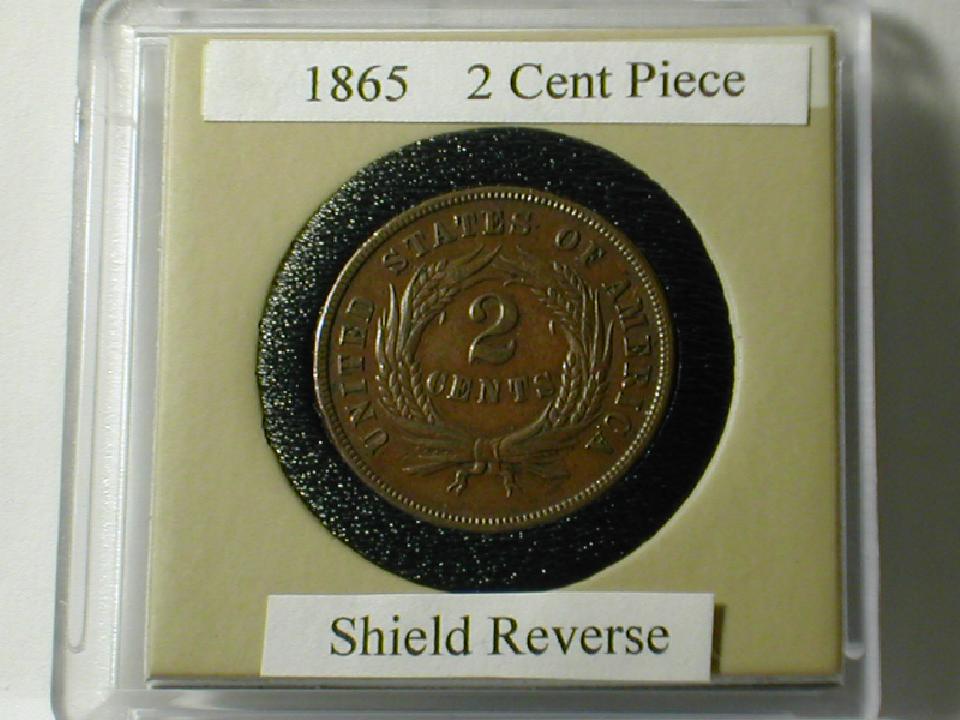 1865 2 Cent Piece
UNITED STATES OF AMERICA
2
CENTS
Shield Reverse